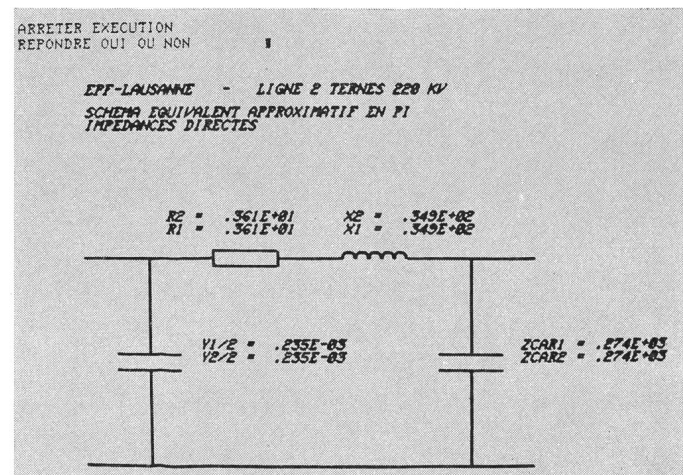 ARRETER EXECUTION
REPONDRE OUI OU NON
EPF-LAUSANNE - LIGNE 2 TERNES 220 KV
SCHEMA EQUIVALENT APPROXIMATIF EN PI
IMPEDANCES DIRECTES
R2 = .361E+01 X2 = .349E+02
R1 = .361E+01 X1 = .349E+02
Y1/2 = .235E-03 ZCAR1 = .274E+03
Y2/2 = .235E-03 ZCAR2 = .274E+03